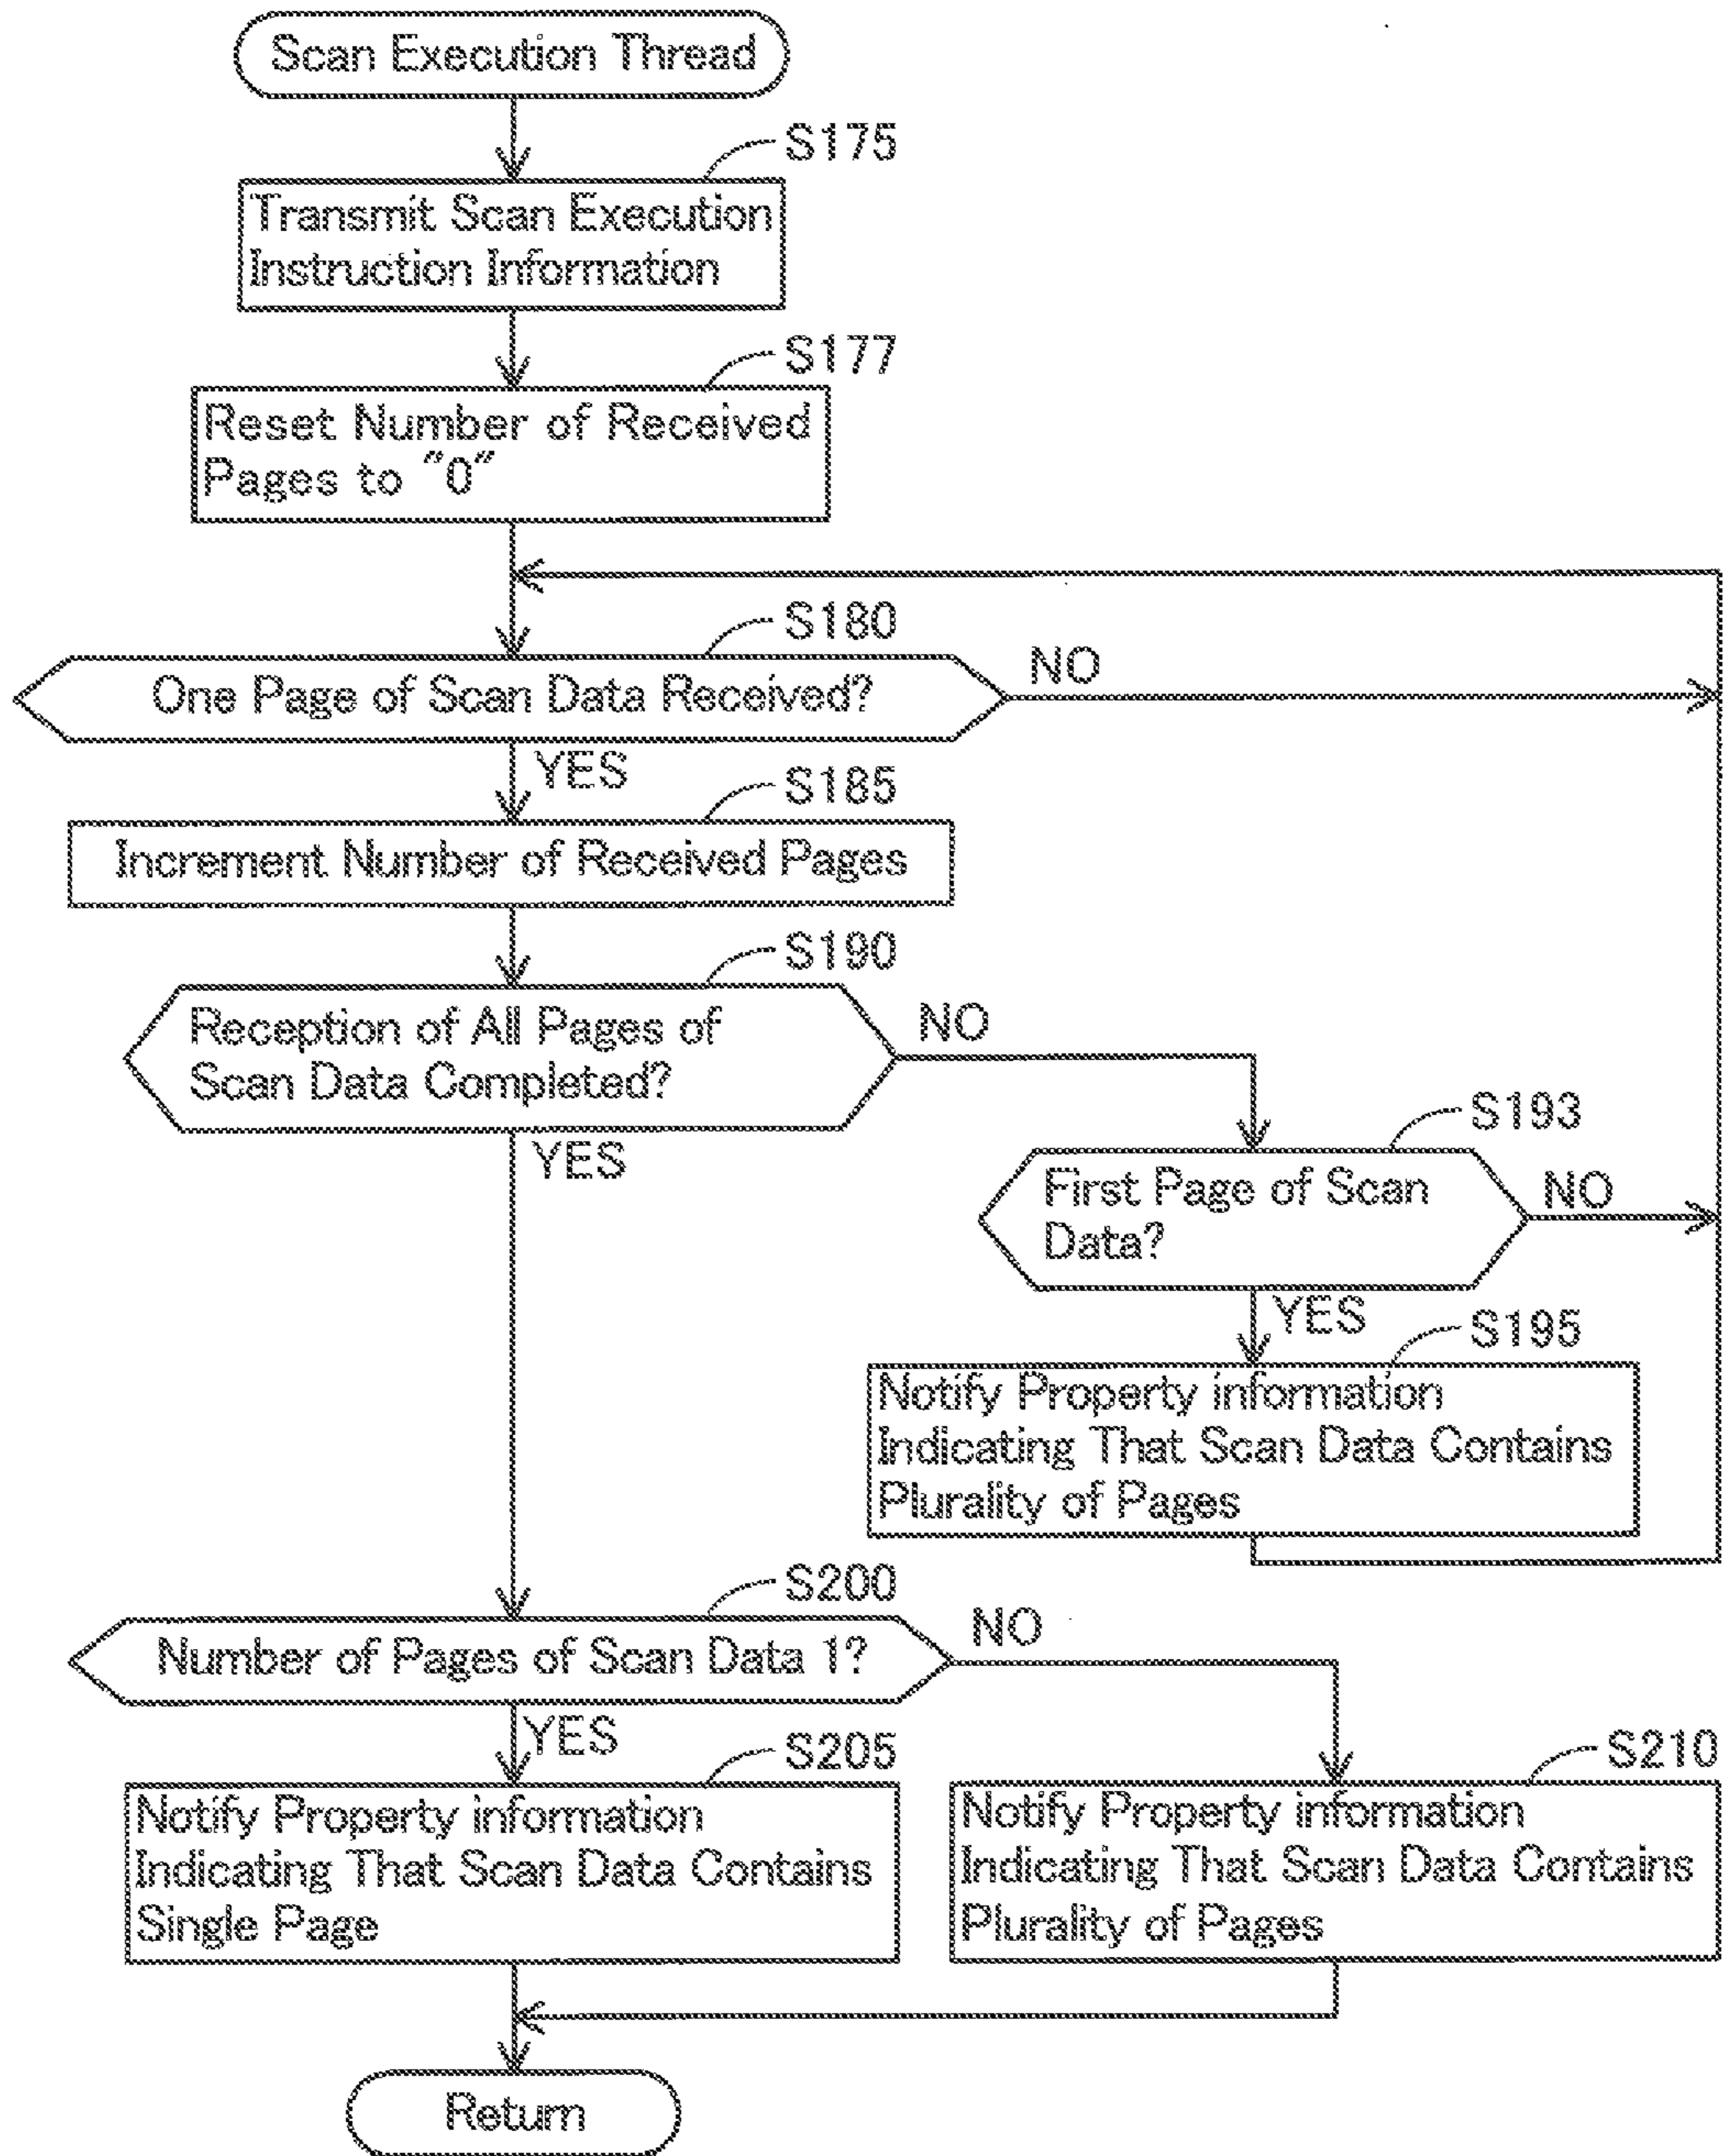 Scan Execution Thread
S175
Transmit Scan Execution
Instruction Information
S177
Reset Number of Received
Pages to "0"
S180
One Page of Scan Data Received?
NO
YES
S185
Increment Number of Received Pages
S190
Reception of All Pages of
Scan Data Completed?
NO
YES
S193
First Page of Scan
Data?
NO
YES
S195
Notify Property information
Indicating That Scan Data Contains
Plurality of Pages
S200
Number of Pages of Scan Data 1?
NO
YES
S205
Notify Property information
Indicating That Scan Data Contains
Single Page
S210
Notify Property information
Indicating That Scan Data Contains
Plurality of Pages
Return